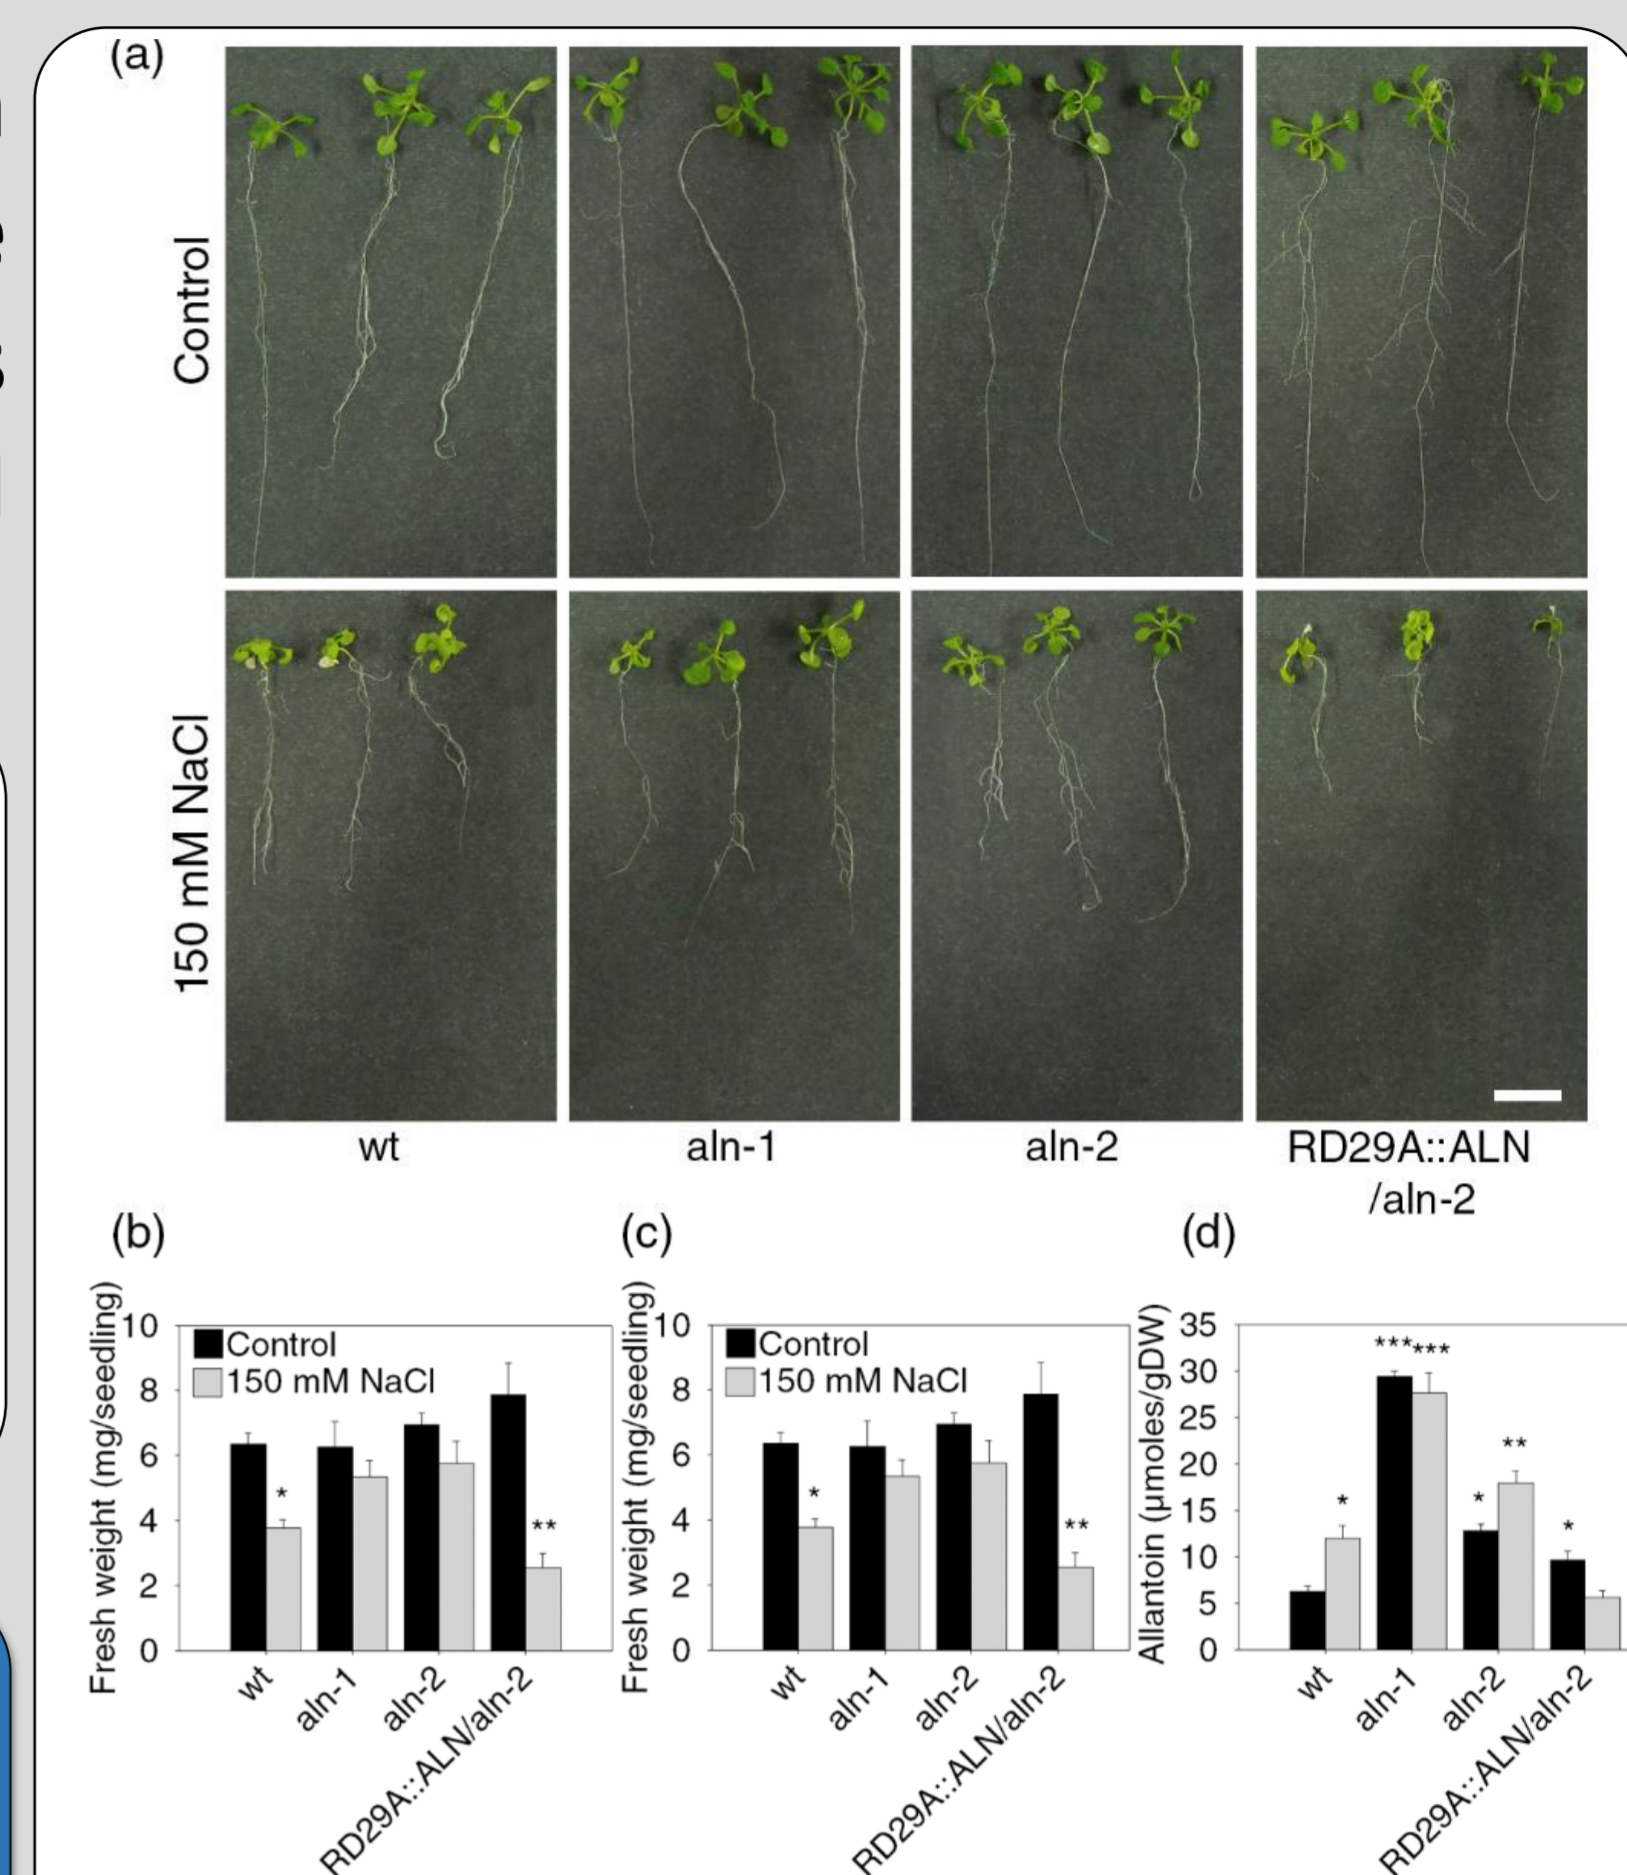 (a)
Control
150 mM NaCl
wt
aln-1
aln-2
RD29A::ALN
/aln-2
(b)
Fresh weight (mg/seedling)
10
8
6
4
2
0
Control
150 mM NaCl
*
**
wt
aln-1
aln-2
RD29A::ALN/aln-2
(c)
Fresh weight (mg/seedling)
10
8
6
4
2
0
Control
150 mM NaCl
*
**
wt
aln-1
aln-2
RD29A::ALN/aln-2
(d)
Allantoin (µmoles/gDW)
35
30
25
20
15
10
5
0
*
***
***
*
**
*
wt
aln-1
aln-2
RD29A::ALN/aln-2